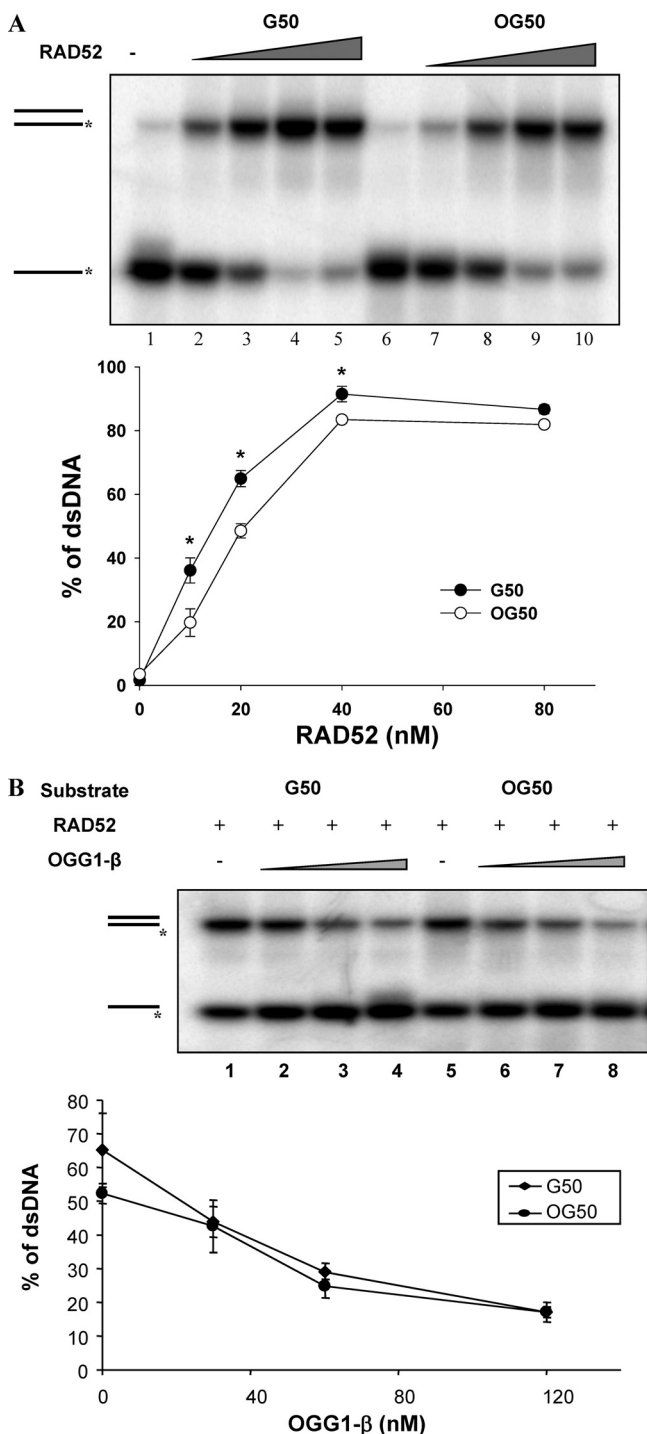 A
G50 OG50
RAD52 -
*
*
1 2 3 4 5 6 7 8 9 10
100
80
60
40
20
0
% of dsDNA
* * *
G50
OG50
0 20 40 60 80
RAD52 (nM)
B Substrate G50 OG50
RAD52 + + + + + + + +
OGG1-β - -
*
*
1 2 3 4 5 6 7 8
80
70
60
50
40
30
20
10
0
% of dsDNA
G50
OG50
0 40 80 120
OGG1-β (nM)